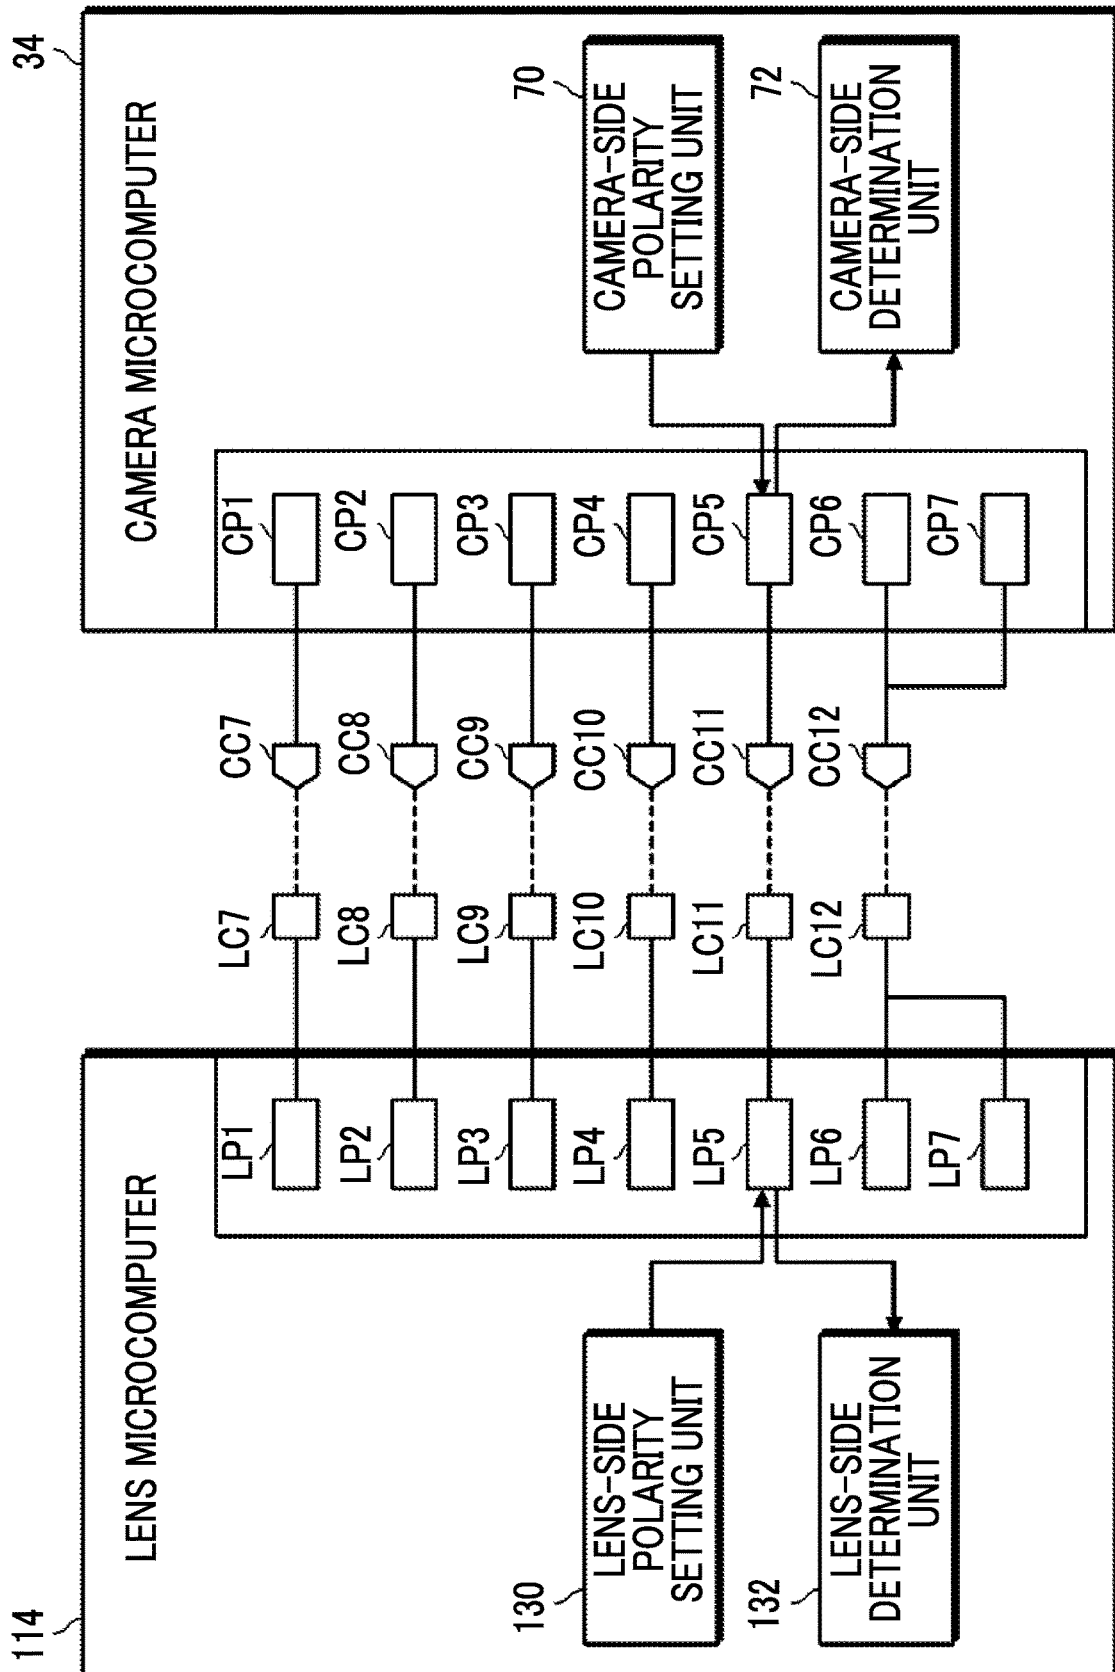 114
LENS MICROCOMPUTER
34
CAMERA MICROCOMPUTER
LP1
LC7
CC7
CP1
LP2
LC8
CC8
CP2
LP3
LC9
CC9
CP3
LP4
LC10
CC10
CP4
LP5
LC11
CC11
CP5
LP6
LC12
CC12
CP6
LP7
CP7
130
LENS-SIDE
POLARITY
SETTING UNIT
132
LENS-SIDE
DETERMINATION
UNIT
70
CAMERA-SIDE
POLARITY
SETTING UNIT
72
CAMERA-SIDE
DETERMINATION
UNIT